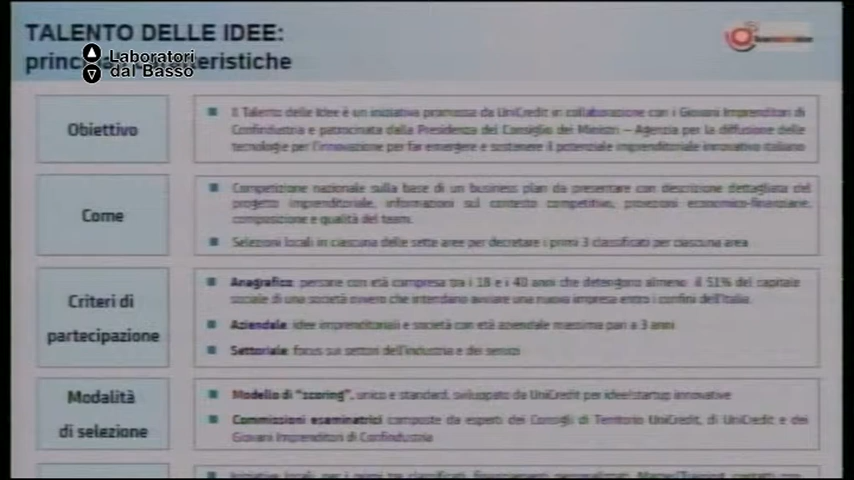 TALENTO DELLE IDEE:
principali caratteristiche
Laboratori
dal Basso
Obiettivo
Il Talento delle Idee è un iniziativa promossa da UniCredit in collaborazione con i Giovani Imprenditori di
Confindustria e patrocinata dalla Presidenza del Consiglio dei Ministri – Agenzia per la diffusione delle
tecnologie per l'innovazione per far emergere e sostenere il potenziale imprenditoriale innovativo italiano
Come
Competizione nazionale sulla base di un business plan da presentare con descrizione dettagliata del
progetto imprenditoriale, informazioni sul contesto competitivo, proiezioni economico-finanziarie,
composizione e qualità del team.
Selezioni locali in ciascuna delle sette aree per decretare i primi 3 classificati per ciascuna area
Criteri di
partecipazione
Anagrafico: persone con età compresa tra i 18 e i 40 anni che detengono almeno il 51% del capitale
sociale di una società ovvero che intendano avviare una nuova impresa entro i confini dell'Italia.
Aziendale: idee imprenditoriali e società con età aziendale massima pari a 3 anni
Settoriale: focus sui settori dell'industria e dei servizi
Modalità
di selezione
Modello di "scoring", unico e standard, sviluppato da UniCredit per idee/startup innovative
Commissioni esaminatrici composte da esperti dei Consigli di Territorio UniCredit, di UniCredit e dei
Giovani Imprenditori di Confindustria